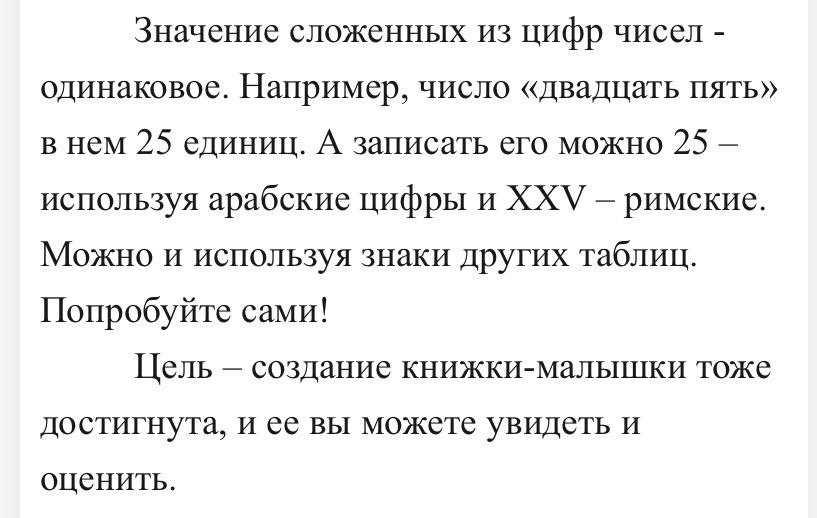 Значение сложенных из цифр чисел -
одинаковое. Например, число «двадцать пять»
в нем 25 единиц. А записать его можно 25 –
используя арабские цифры и XXV – римские.
Можно и используя знаки других таблиц.
Попробуйте сами!
Цель – создание книжки-малышки тоже
достигнута, и ее вы можете увидеть и
оценить.